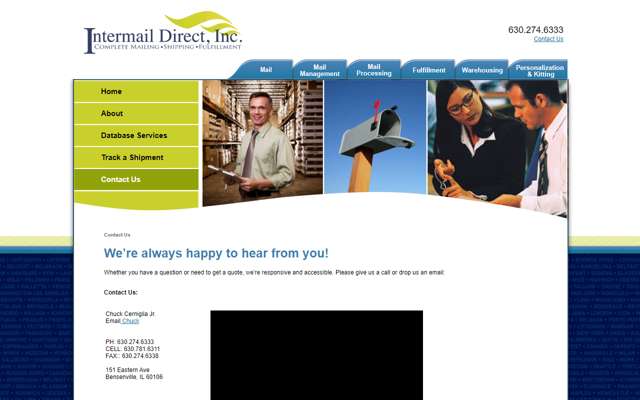 Intermail Direct, Inc.
Complete Mailing•Shipping•Fulfillment
630.274.6333
Contact Us
Mail
Mail Management
Mail Processing
Fulfillment
Warehousing
Personalization & Kitting
Home
About
Database Services
Track a Shipment
Contact Us
Contact Us
We're always happy to hear from you!
Whether you have a question or need to get a quote, we're responsive and accessible. Please give us a call or drop us an email:
Contact Us:
Chuck Cerniglia Jr.
Email Chuck
PH: 630.274.6333
CELL: 630.781.6311
FAX:: 630.274.6338
151 Eastern Ave
Bensenville, IL 60106